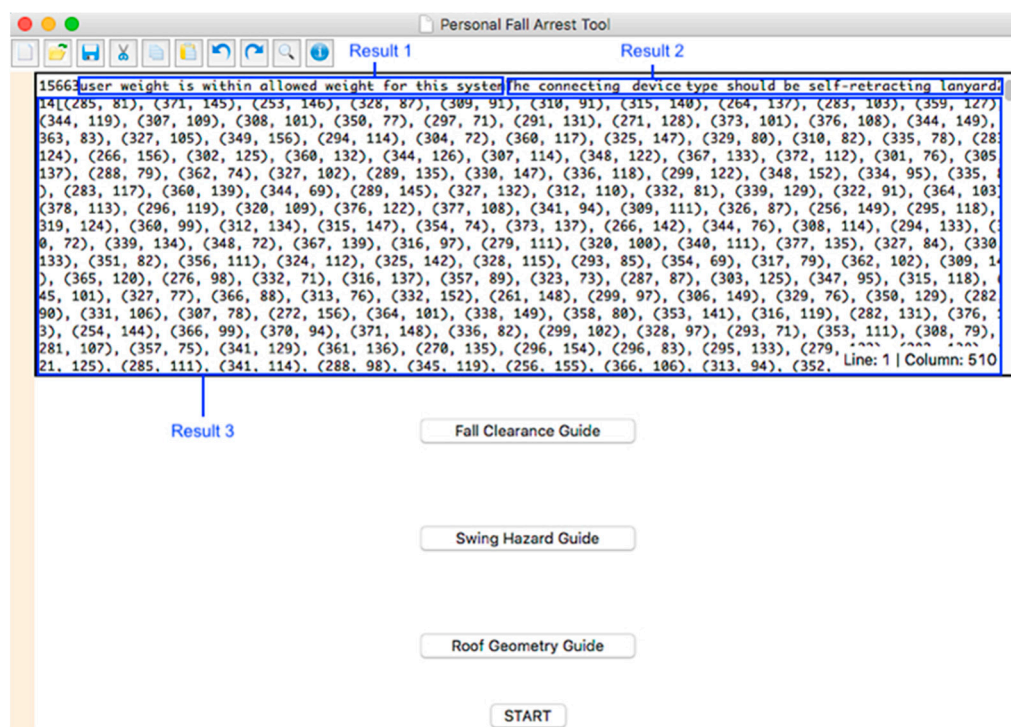 Personal Fall Arrest Tool
Result 1
Result 2
15663user weight is within allowed weight for this system The connecting device type should be self-retracting lanyard.
14[(285, 81), (371, 145), (253, 146), (328, 87), (309, 91), (310, 91), (315, 140), (264, 137), (283, 103), (359, 127)
(344, 119), (307, 109), (308, 101), (350, 77), (297, 71), (291, 131), (271, 128), (373, 101), (376, 108), (344, 149),
363, 83), (327, 105), (349, 156), (294, 114), (304, 72), (360, 117), (325, 147), (329, 80), (310, 82), (335, 78), (283
124), (266, 156), (302, 125), (360, 132), (344, 126), (307, 114), (348, 122), (367, 133), (372, 112), (301, 76), (305,
137), (288, 79), (362, 74), (327, 102), (289, 135), (330, 147), (336, 118), (299, 122), (348, 152), (334, 95), (335,
), (283, 117), (360, 139), (344, 69), (289, 145), (327, 132), (312, 110), (332, 81), (339, 129), (322, 91), (364, 103)
(378, 113), (296, 119), (320, 109), (376, 122), (377, 108), (341, 94), (309, 111), (326, 87), (256, 149), (295, 118),
319, 124), (360, 99), (312, 134), (315, 147), (354, 74), (373, 137), (266, 142), (344, 76), (308, 114), (294, 133), (
0, 72), (339, 134), (348, 72), (367, 139), (316, 97), (279, 111), (320, 100), (340, 111), (377, 135), (327, 84), (330
133), (351, 82), (356, 111), (324, 112), (325, 142), (328, 115), (293, 85), (354, 69), (317, 79), (362, 102), (309, 14
), (365, 120), (276, 98), (332, 71), (316, 137), (357, 89), (323, 73), (287, 87), (303, 125), (347, 95), (315, 118),
45, 101), (327, 77), (366, 88), (313, 76), (332, 152), (261, 148), (299, 97), (306, 149), (329, 76), (350, 129), (282,
90), (331, 106), (307, 78), (272, 156), (364, 101), (338, 149), (358, 80), (353, 141), (316, 119), (282, 131), (376,
3), (254, 144), (366, 99), (370, 94), (371, 148), (336, 82), (299, 102), (328, 97), (293, 71), (353, 111), (308, 79),
281, 107), (357, 75), (341, 129), (361, 136), (270, 135), (296, 154), (296, 83), (295, 133), (279,
21, 125), (285, 111), (341, 114), (288, 98), (345, 119), (256, 155), (366, 106), (313, 94), (352,
Line: 1 | Column: 510
Result 3
Fall Clearance Guide
Swing Hazard Guide
Roof Geometry Guide
START